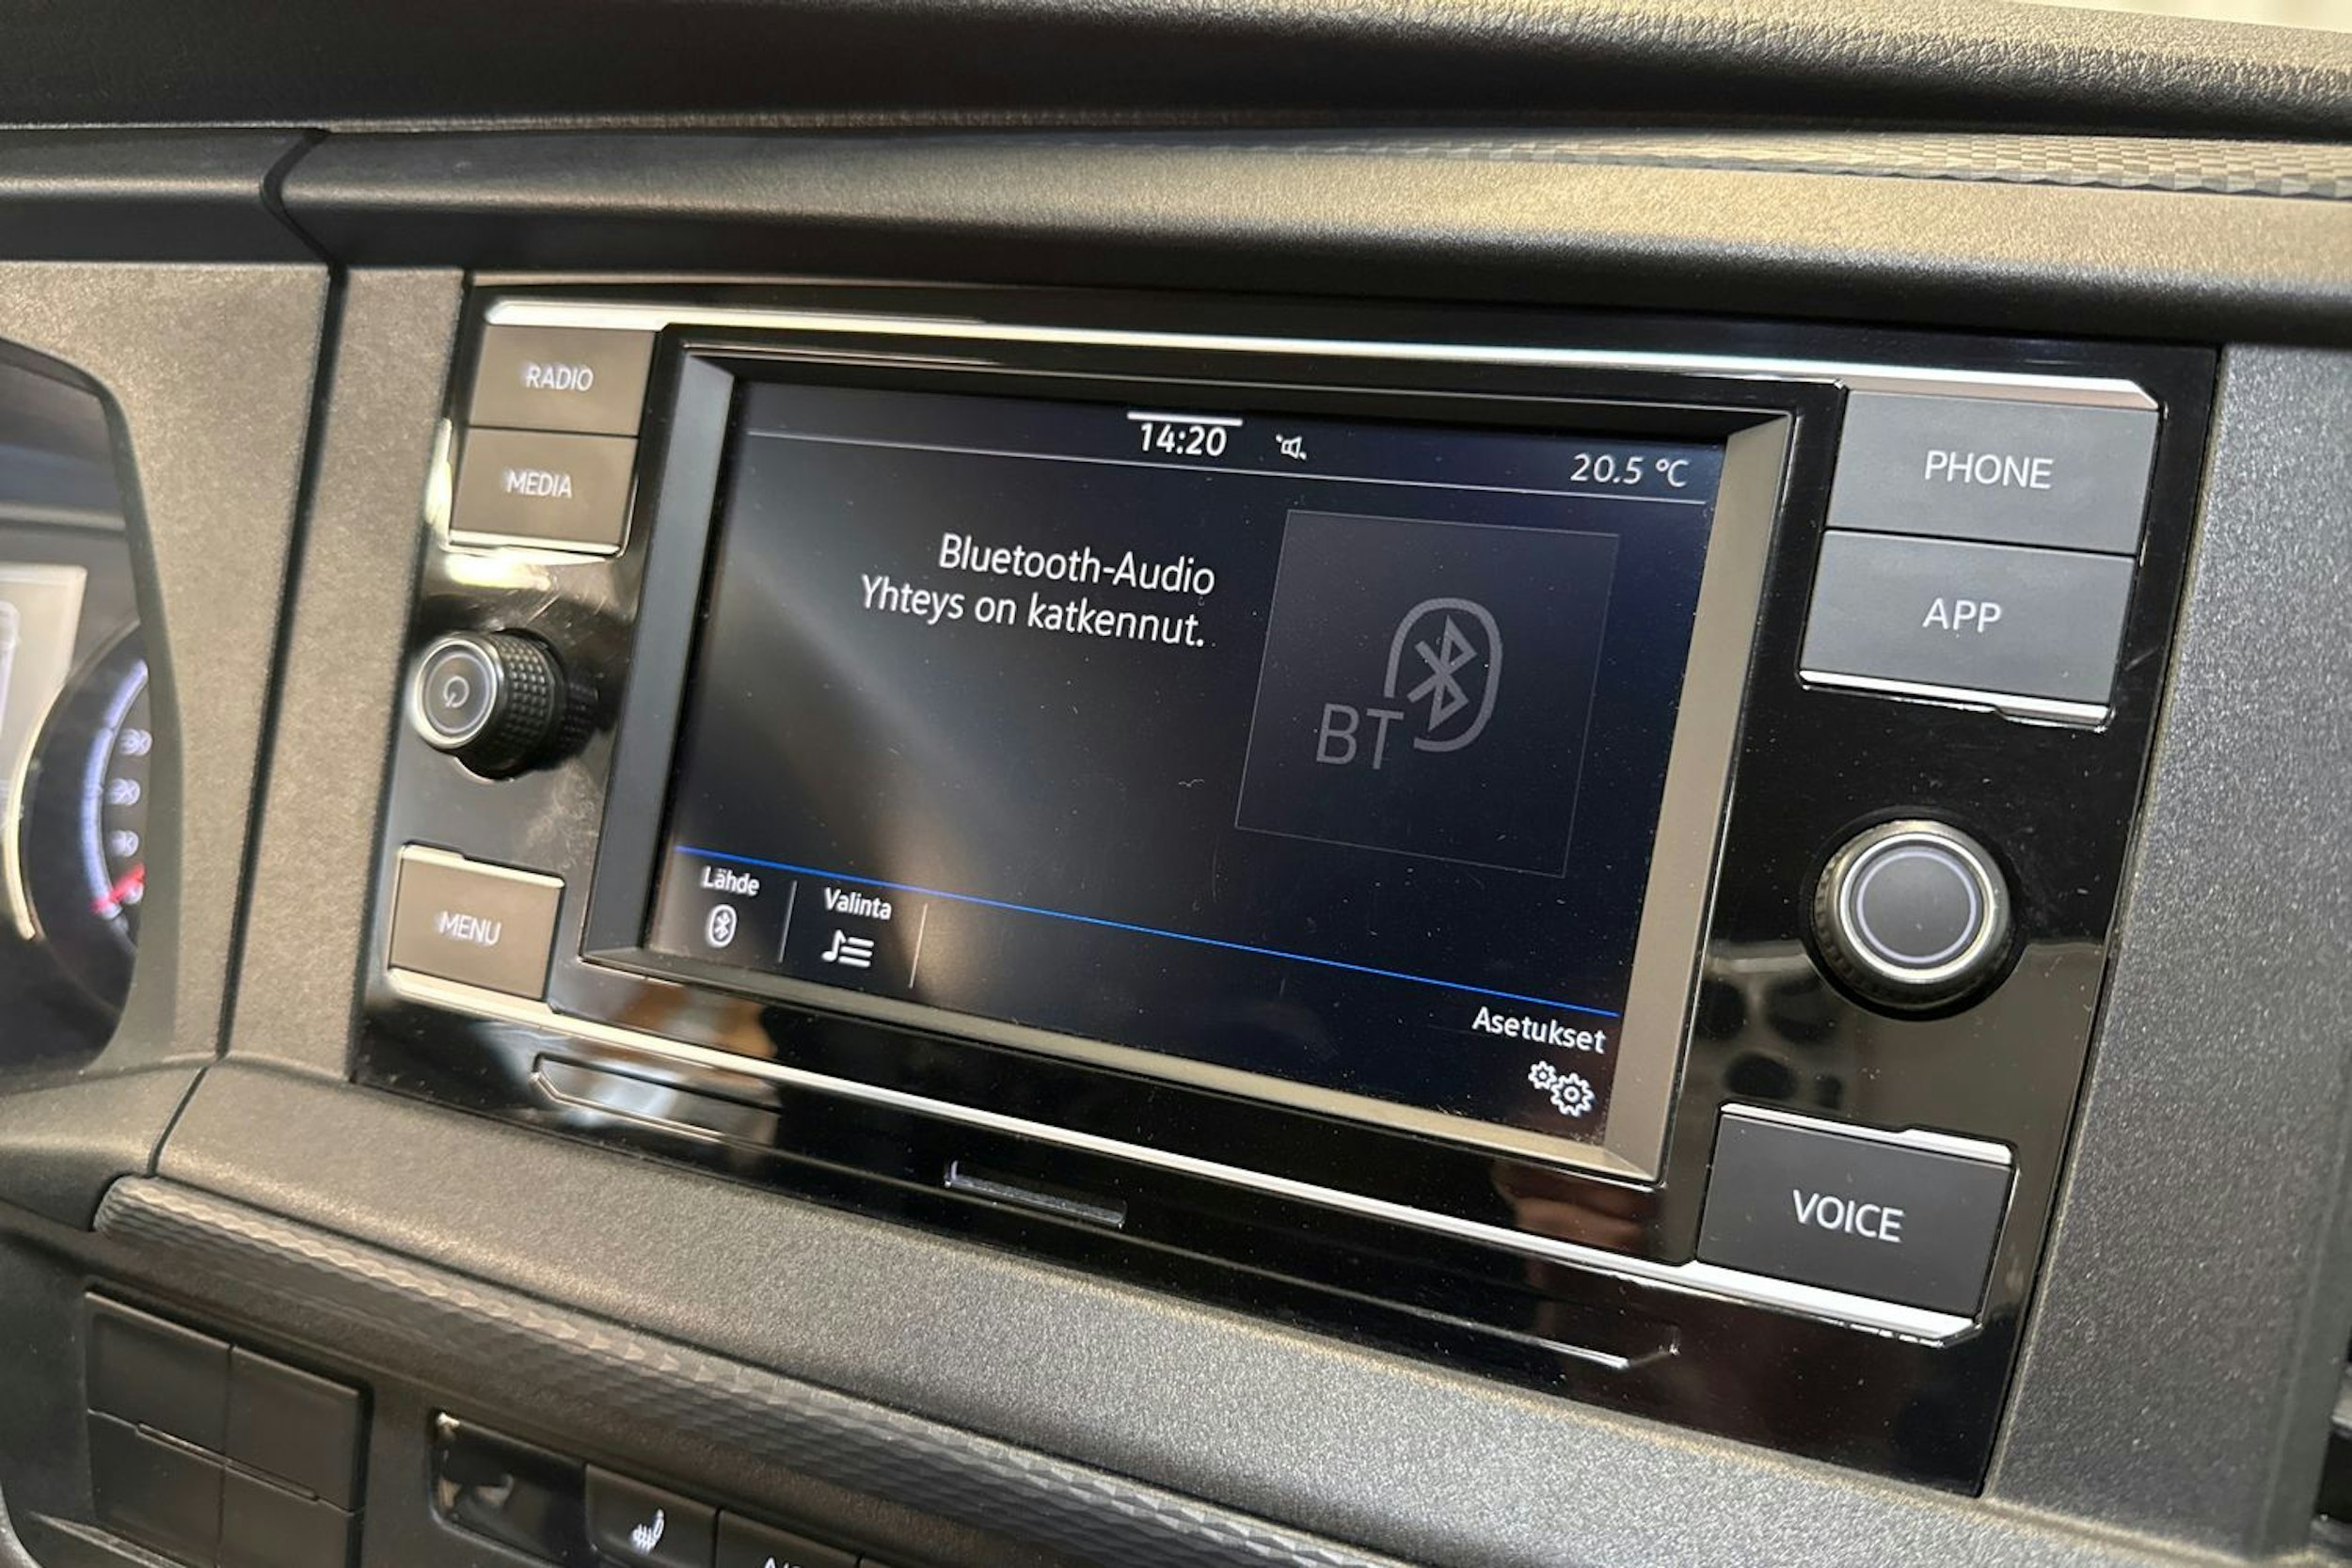 RADIO
MEDIA
MENU
14:20
20.5 °C
Bluetooth-Audio
Yhteys on katkennut.
BT
Lähde
Valinta
Asetukset
PHONE
APP
VOICE